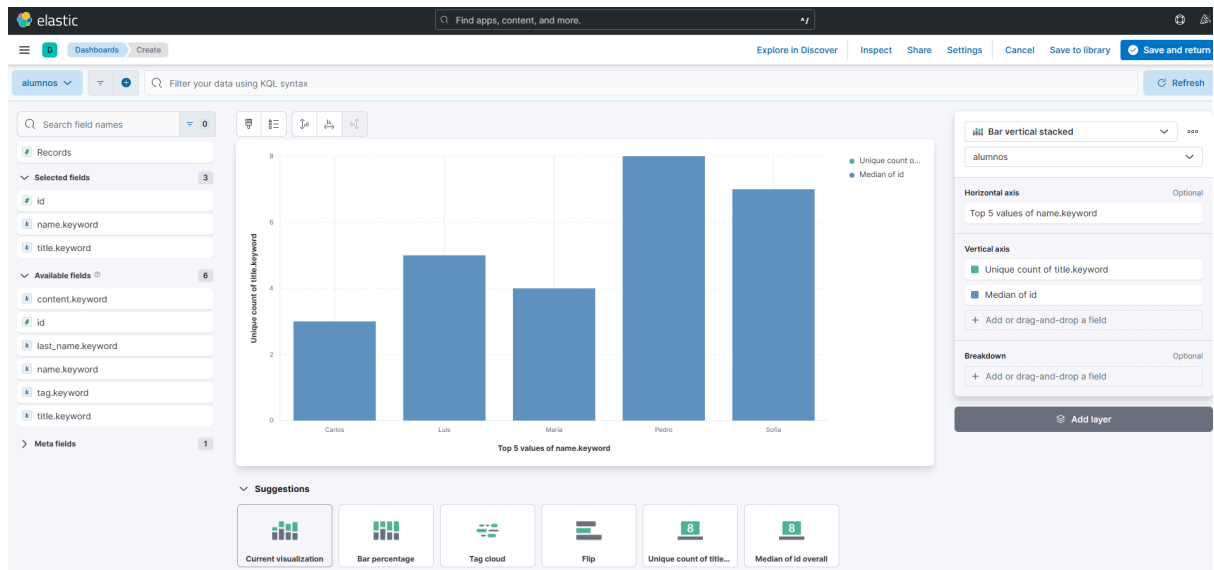 elastic
Find apps, content, and more.
^/
D
Dashboards
Create
Explore in Discover
Inspect
Share
Settings
Cancel
Save to library
Save and return
alumnos
Filter your data using KQL syntax
Refresh
Search field names
0
Records
Selected fields
3
id
name.keyword
title.keyword
Available fields
6
content.keyword
id
last_name.keyword
name.keyword
tag.keyword
title.keyword
Meta fields
1
8
6
4
2
0
Unique count of title.keyword
Carlos
Luis
María
Pedro
Sofía
Top 5 values of name.keyword
Unique count o...
Median of id
Bar vertical stacked
alumnos
Horizontal axis
Optional
Top 5 values of name.keyword
Vertical axis
Unique count of title.keyword
Median of id
+ Add or drag-and-drop a field
Breakdown
Optional
+ Add or drag-and-drop a field
Add layer
Suggestions
Current visualization
Bar percentage
Tag cloud
Flip
8
Unique count of title...
8
Median of id overall